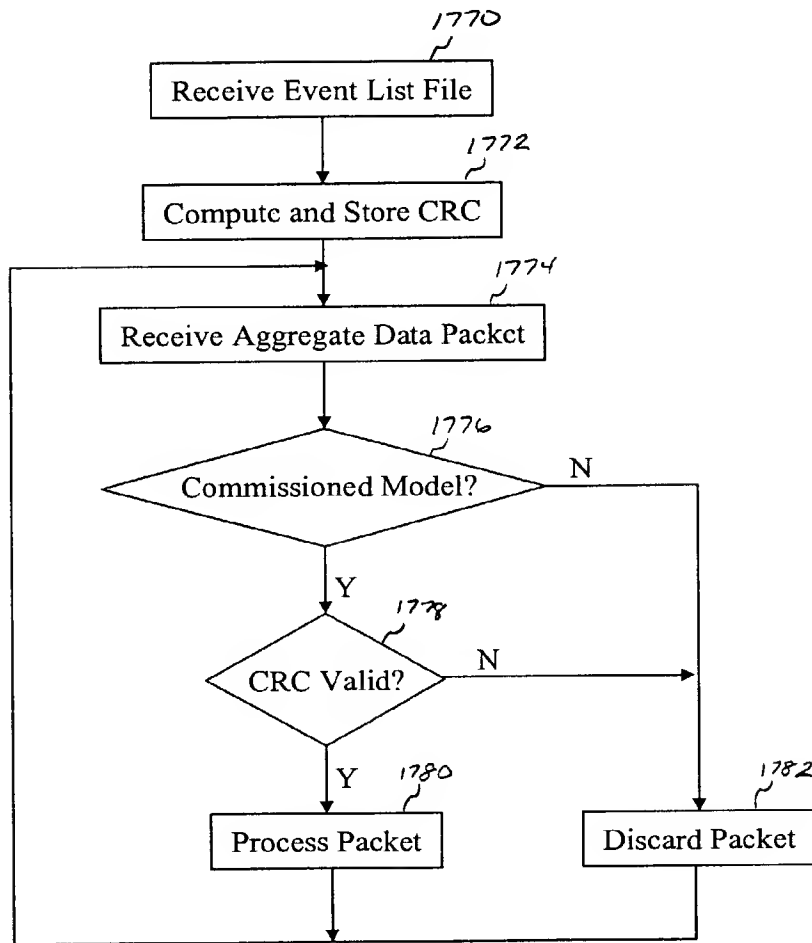 1770
Receive Event List File
1772
Compute and Store CRC
1774
Receive Aggregate Data Packet
1776
Commissioned Model?
N
Y
1778
CRC Valid?
N
Y
1780
Process Packet
1782
Discard Packet